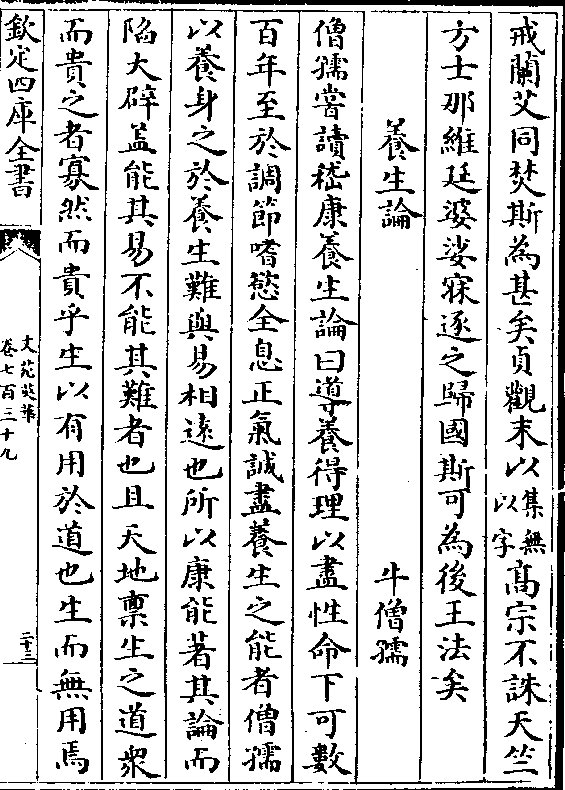 戒蘭艾同焚斯為甚矣貞觀末以集無以字高宗不誅天竺
方士那維廷婆娑寐逐之歸國斯可為後王法矣
養生論 牛僧孺
僧孺嘗讀嵇康養生論曰導養得理以盡性命下可數
百年至於調節嗜慾全息正氣誠盡養生之能者僧孺
以養身之於養生難與易相遠也所以康能著其論而
陷大辟葢能其易不能其難者也且天地禀生之道衆
而貴之者寡然而貴乎生以有用於道也生而無用焉
欽定四庫全書
文苑英華
卷七百三十九
二十三